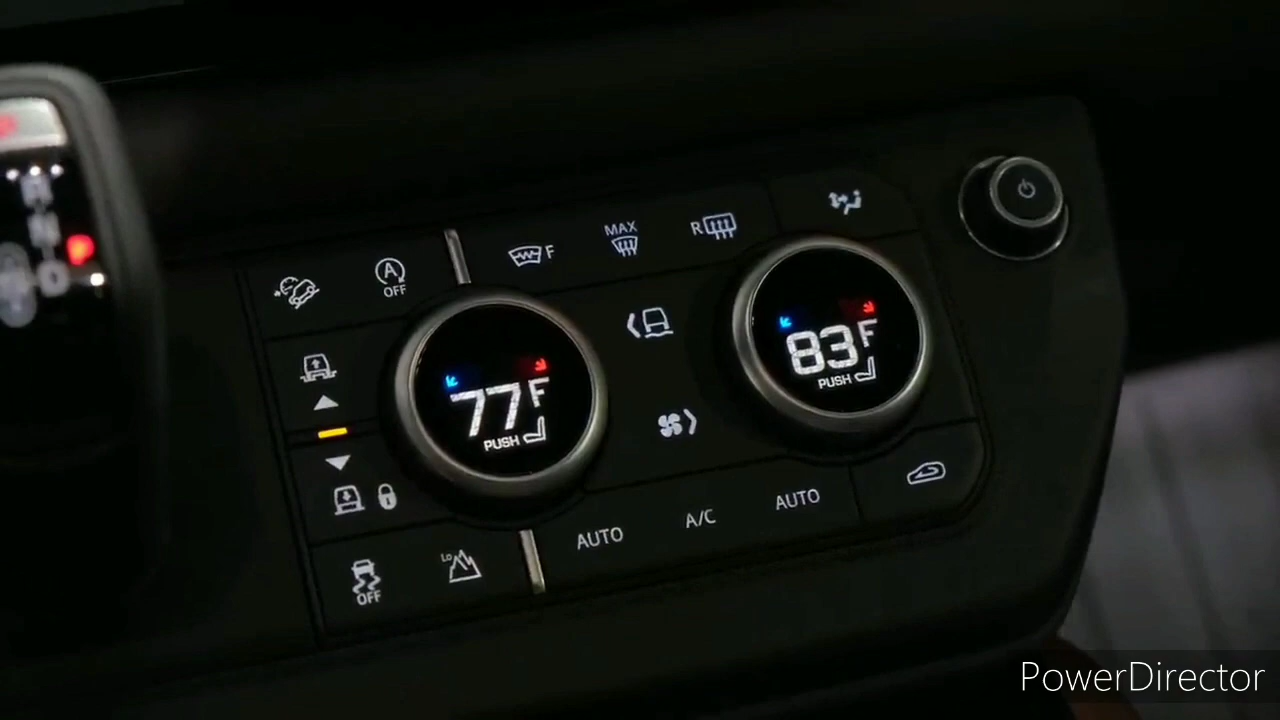 R
N
D
A
OFF
F
MAX
R
77F
PUSH
83F
PUSH
OFF
Lo
AUTO
A/C
AUTO
PowerDirector